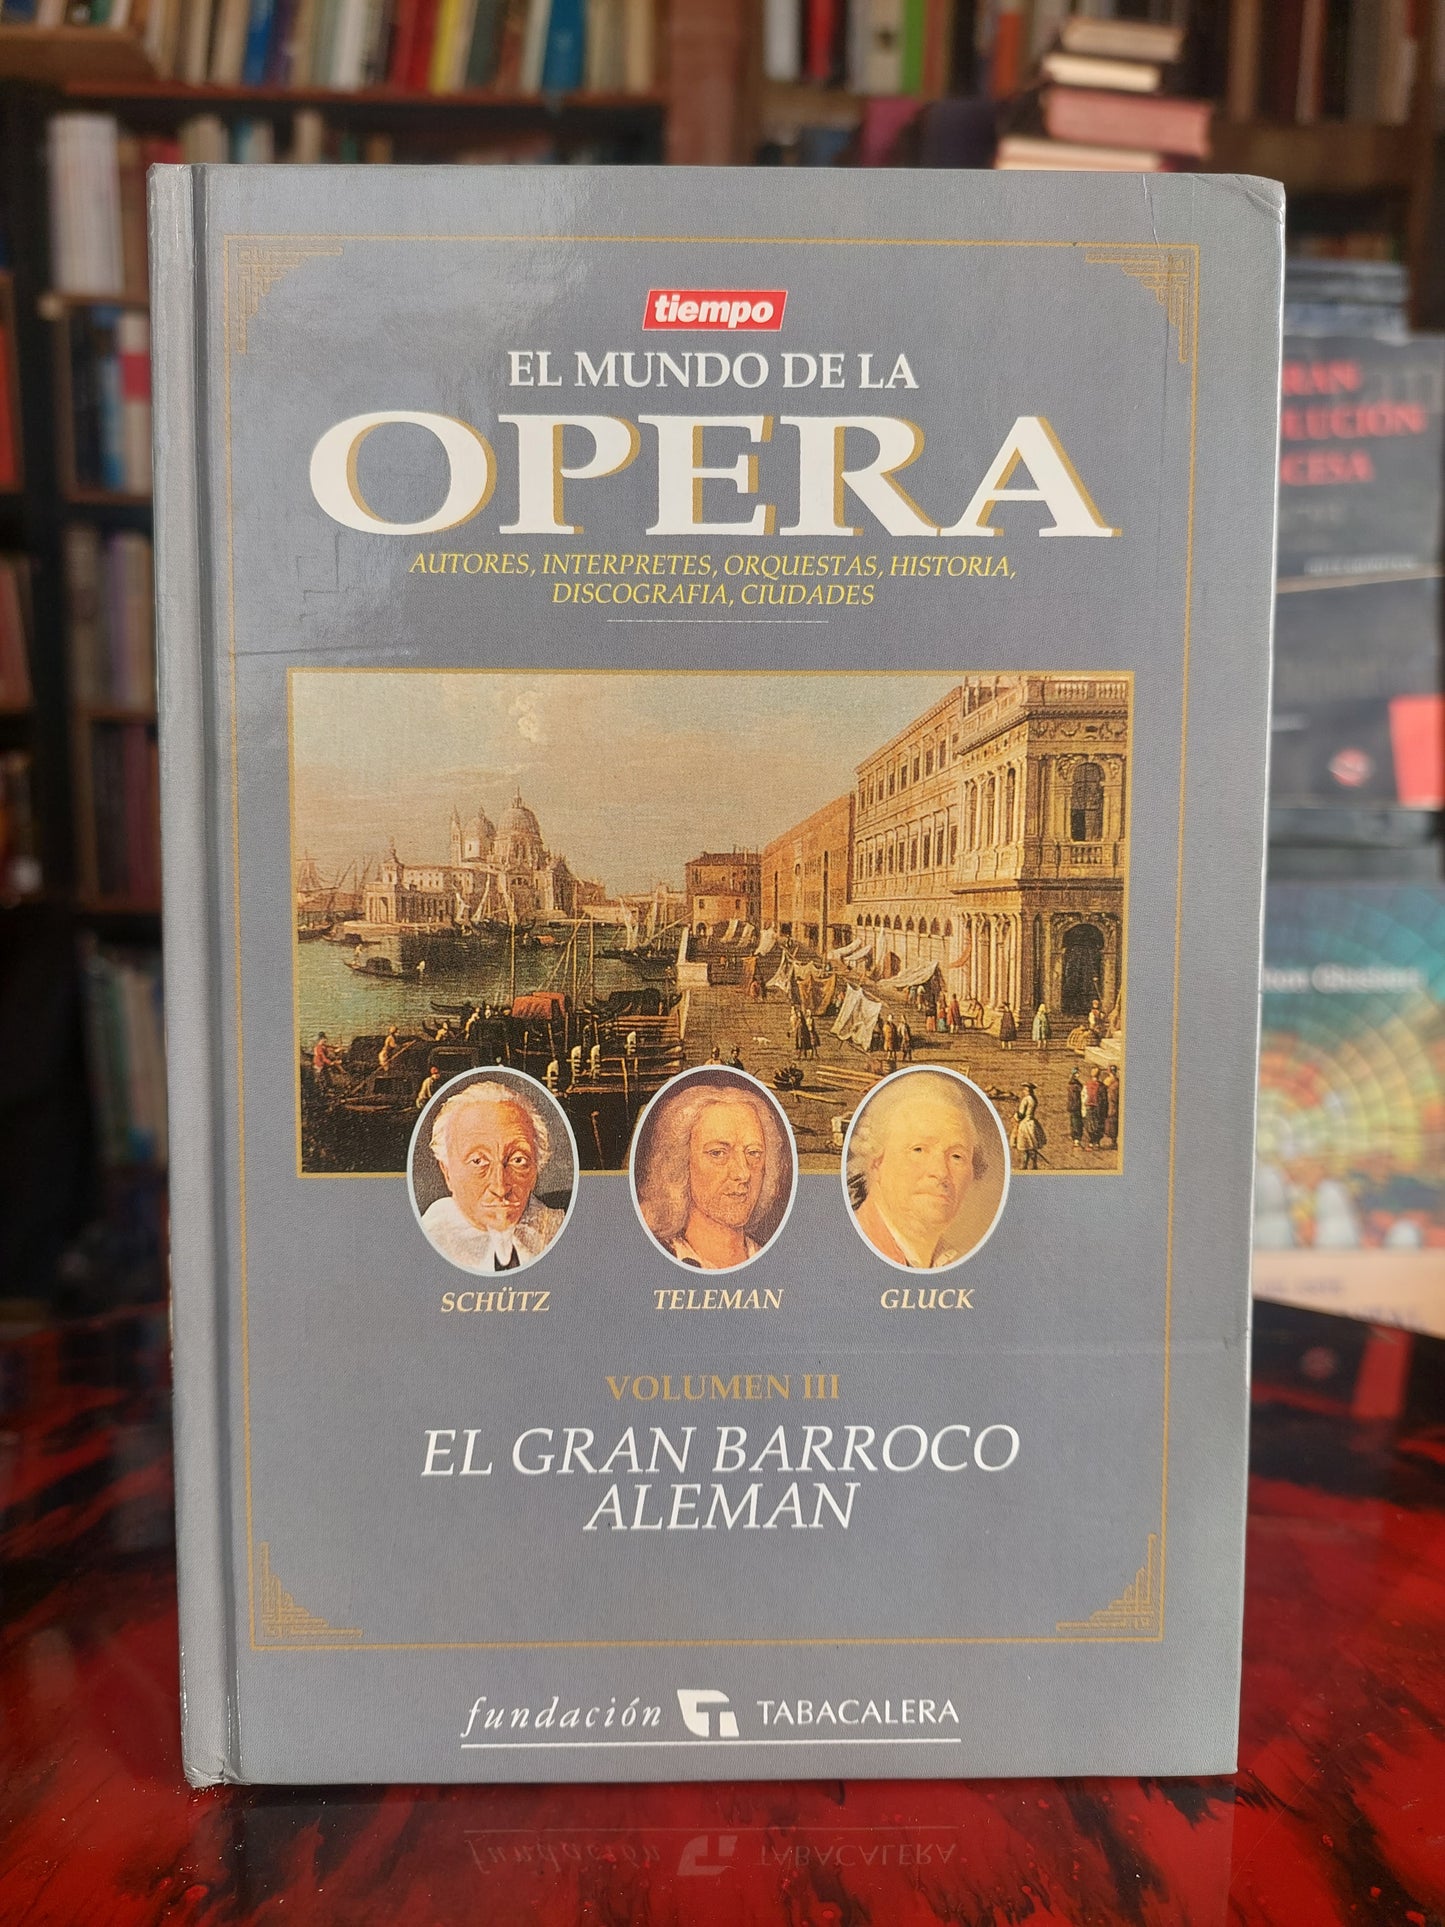 tiempo
EL MUNDO DE LA
OPERA
AUTORES, INTERPRETES, ORQUESTAS, HISTORIA,
DISCOGRAFIA, CIUDADES
SCHÜTZ
TELEMAN
GLUCK
VOLUMEN III
EL GRAN BARROCO
ALEMAN
fundación TABACALERA